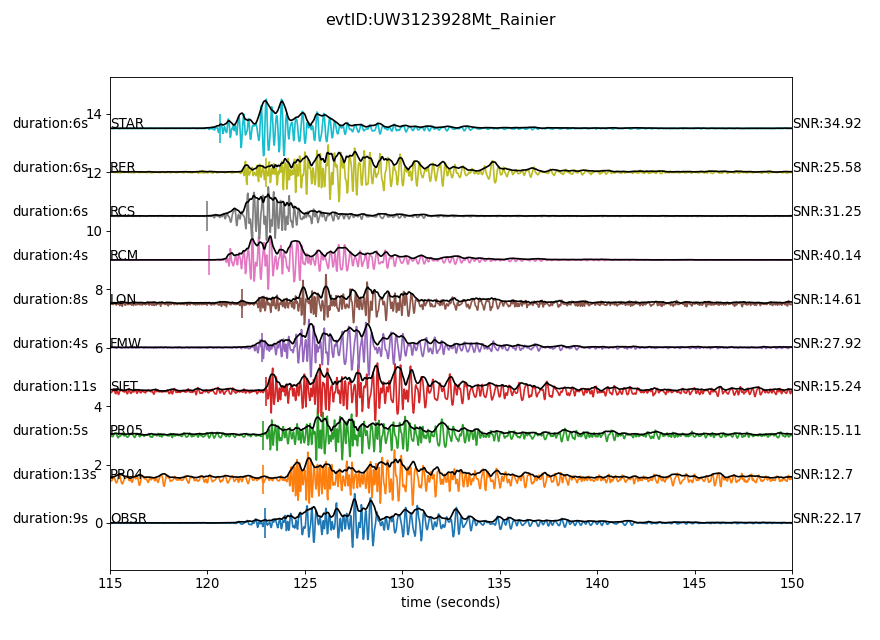 evtID:UW3123928Mt_Rainier
14
duration:6s STAR SNR:34.92
duration:6s RER SNR:25.58
12
duration:6s RCS SNR:31.25
10
duration:4s RCM SNR:40.14
8
duration:8s LON SNR:14.61
duration:4s FMW SNR:27.92
6
duration:11s SIFT SNR:15.24
4
duration:5s PR05 SNR:15.11
2
duration:13s PR04 SNR:12.7
duration:9s OBSR SNR:22.17
0
115 120 125 130 135 140 145 150
time (seconds)